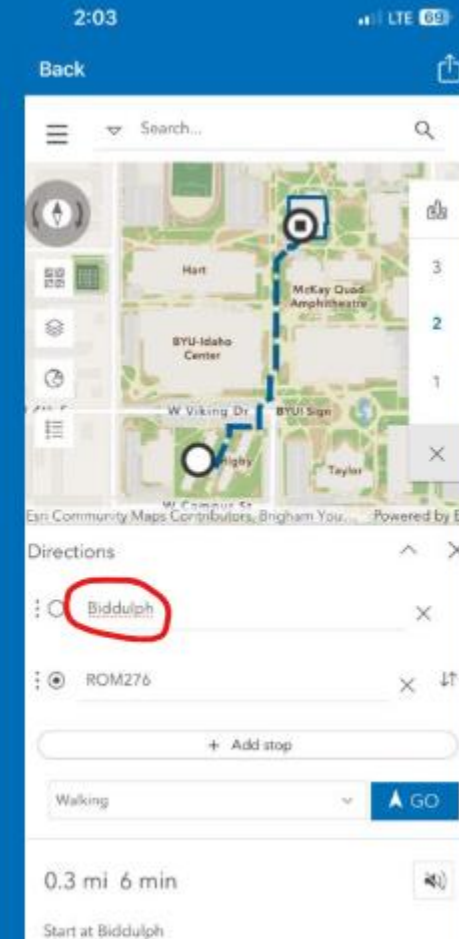 2:03 LTE 69
Back
Search...
Hart
McKay Quad
Amphitheatre
3
BYU-Idaho
Center
2
1
W Viking Dr
BYUI Sign
Taylor
W Campus St
Esri Community Maps Contributors, Brigham You... Powered by E
Directions
Biddulph
ROM276
+ Add stop
Walking
GO
0.3 mi 6 min
Start at Biddulph